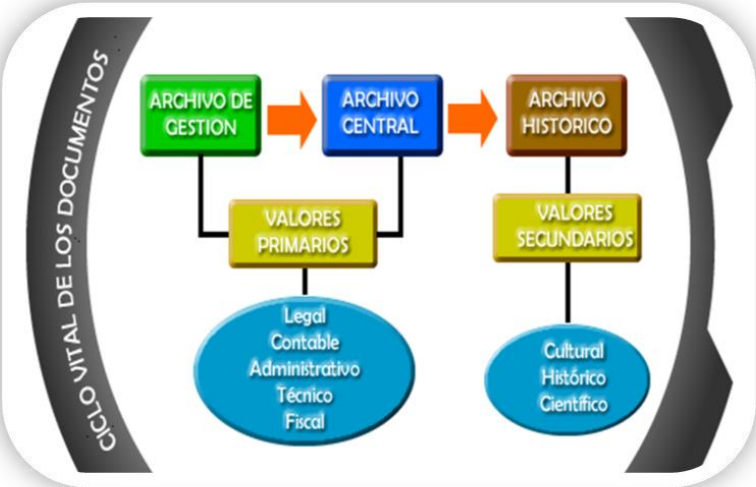 CICLO VITAL DE LOS DOCUMENTOS
ARCHIVO DE
GESTION
ARCHIVO
CENTRAL
ARCHIVO
HISTORICO
VALORES
PRIMARIOS
VALORES
SECUNDARIOS
Legal
Contable
Administrativo
Técnico
Fiscal
Cultural
Histórico
Científico